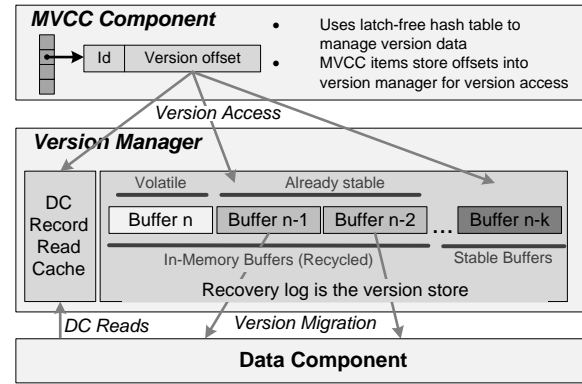 MVCC Component
Id
Version offset
• Uses latch-free hash table to
manage version data
• MVCC items store offsets into
version manager for version access
Version Access
Version Manager
DC
Record
Read
Cache
Volatile
Already stable
Buffer n
Buffer n-1
Buffer n-2
...
Buffer n-k
In-Memory Buffers (Recycled)
Stable Buffers
Recovery log is the version store
DC Reads
Version Migration
Data Component